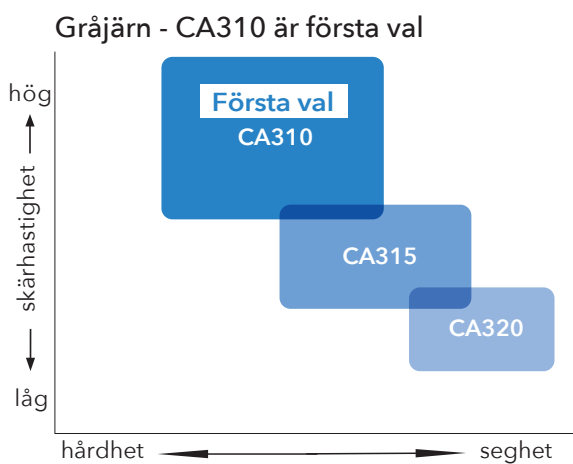 Gråjärn - CA310 är första val
hög
Första val
CA310
skärhastighet
CA315
CA320
låg
hårdhet
seghet